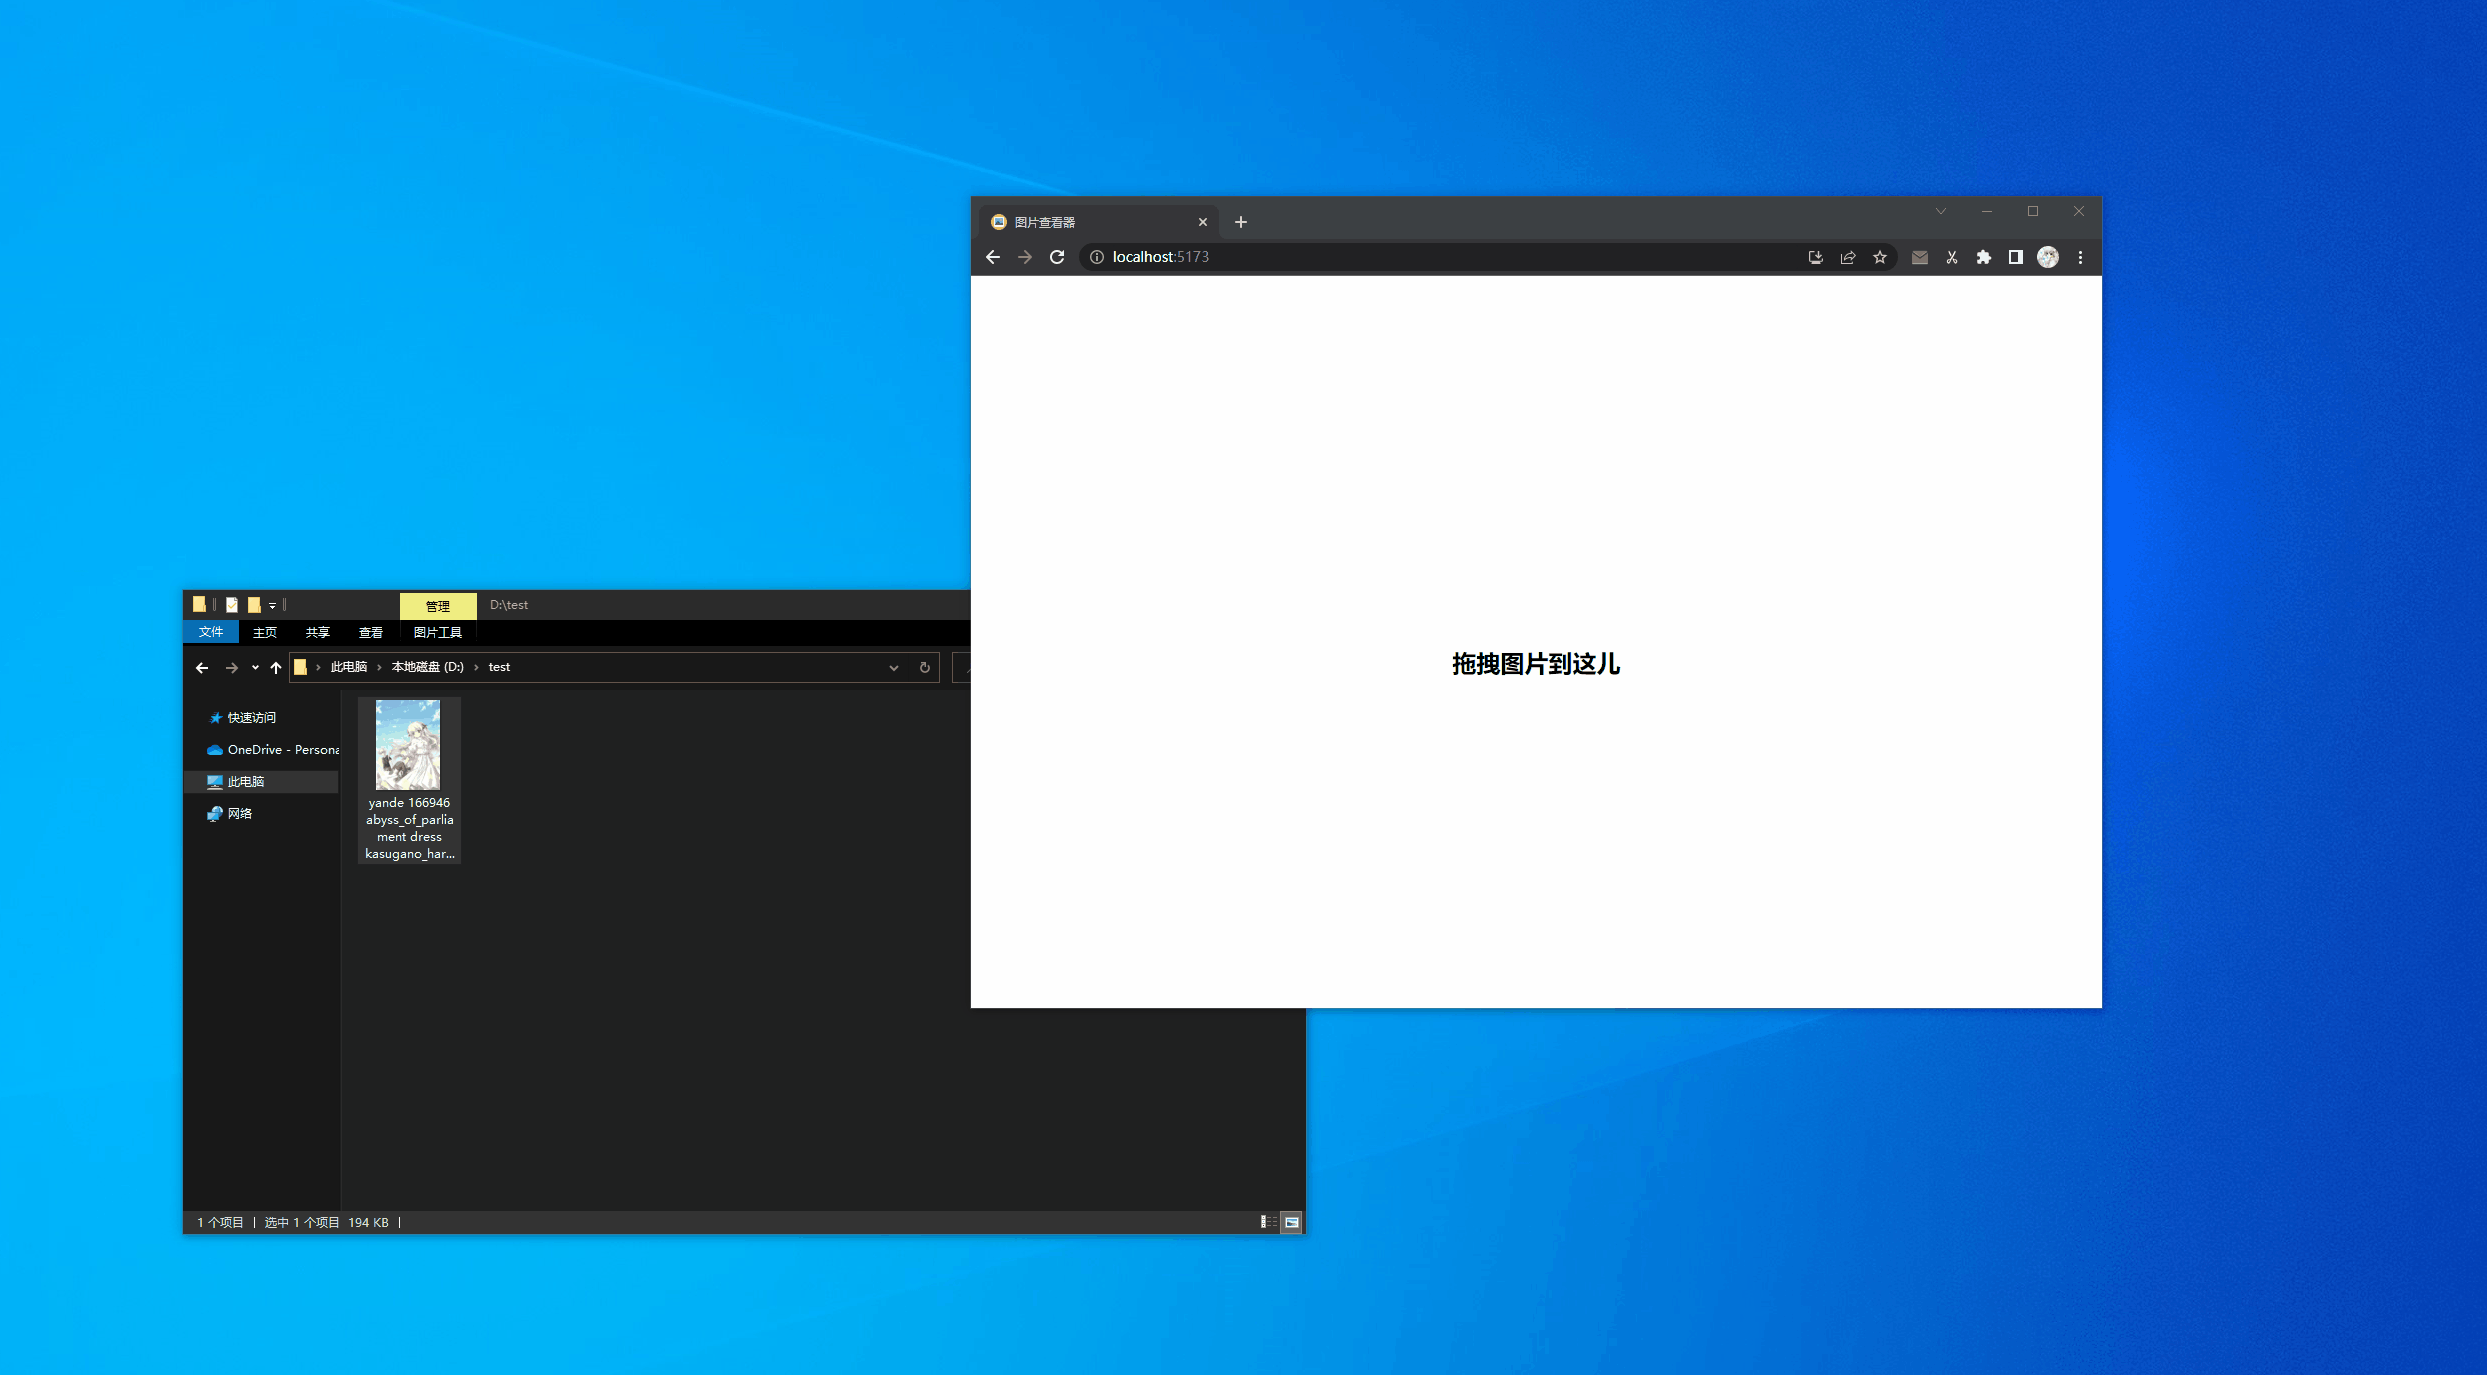 图片查看器
localhost:5173
拖拽图片到这儿
管理
D:\test
文件
主页
共享
查看
图片工具
此电脑
本地磁盘 (D:)
test
快速访问
OneDrive - Persona
此电脑
网络
yande 166946
abyss_of_parlia
ment dress
kasugano_har...
1 个项目
选中 1 个项目 194 KB